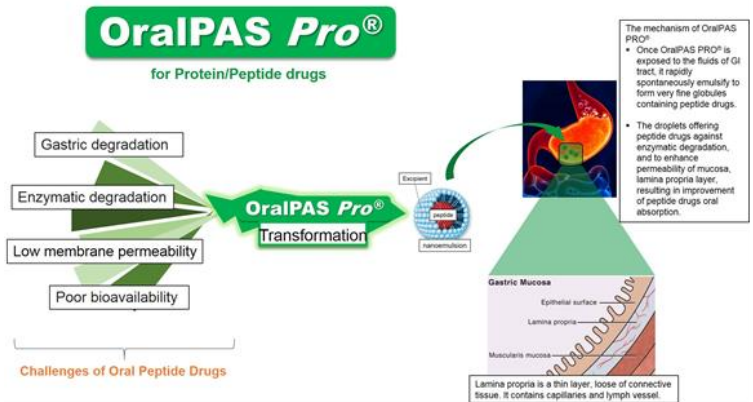 OralPAS Pro®
for Protein/Peptide drugs
Gastric degradation
Enzymatic degradation
Low membrane permeability
Poor bioavailability
Challenges of Oral Peptide Drugs
OralPAS Pro®
Transformation
Excipient
peptide
nanoemulsion
The mechanism of OralPAS
PRO®
▪ Once OralPAS PRO® is
exposed to the fluids of GI
tract, it rapidly
spontaneously emulsify to
form very fine globules
containing peptide drugs.
▪ The droplets offering
peptide drugs against
enzymatic degradation,
and to enhance
permeability of mucosa,
lamina propria layer,
resulting in improvement
of peptide drugs oral
absorption.
Gastric Mucosa
Epithelial surface
Lamina propria
Muscularis mucosa
Lamina propria is a thin layer, loose of connective
tissue. It contains capillaries and lymph vessel.